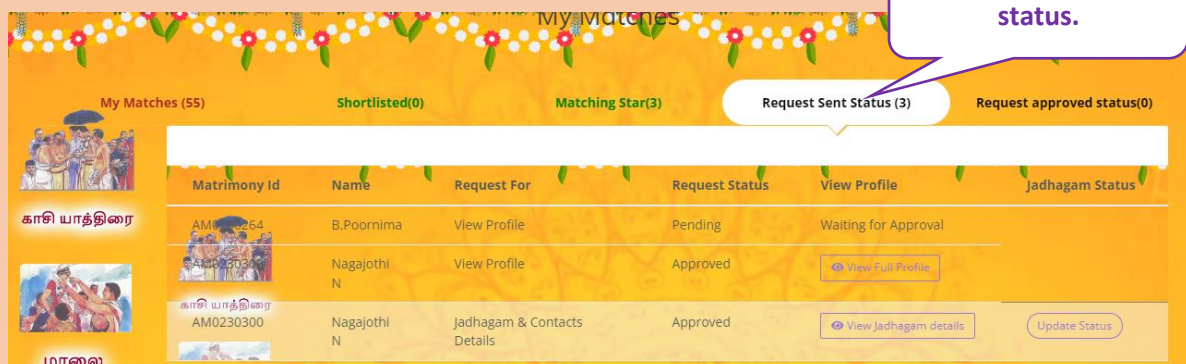 My Matches
status.
My Matches (55) Shortlisted(0) Matching Star(3) Request Sent Status (3) Request approved status(0)
Matrimony Id Name Request For Request Status View Profile Jadhagam Status
காசி யாத்திரை
B.Poornima View Profile Pending Waiting for Approval
Nagajothi View Profile Approved View Full Profile
N
காசி யாத்திரை
AM0230300 Nagajothi Jadhagam & Contacts Approved View Jadhagam details Update Status
N Details
மாலை